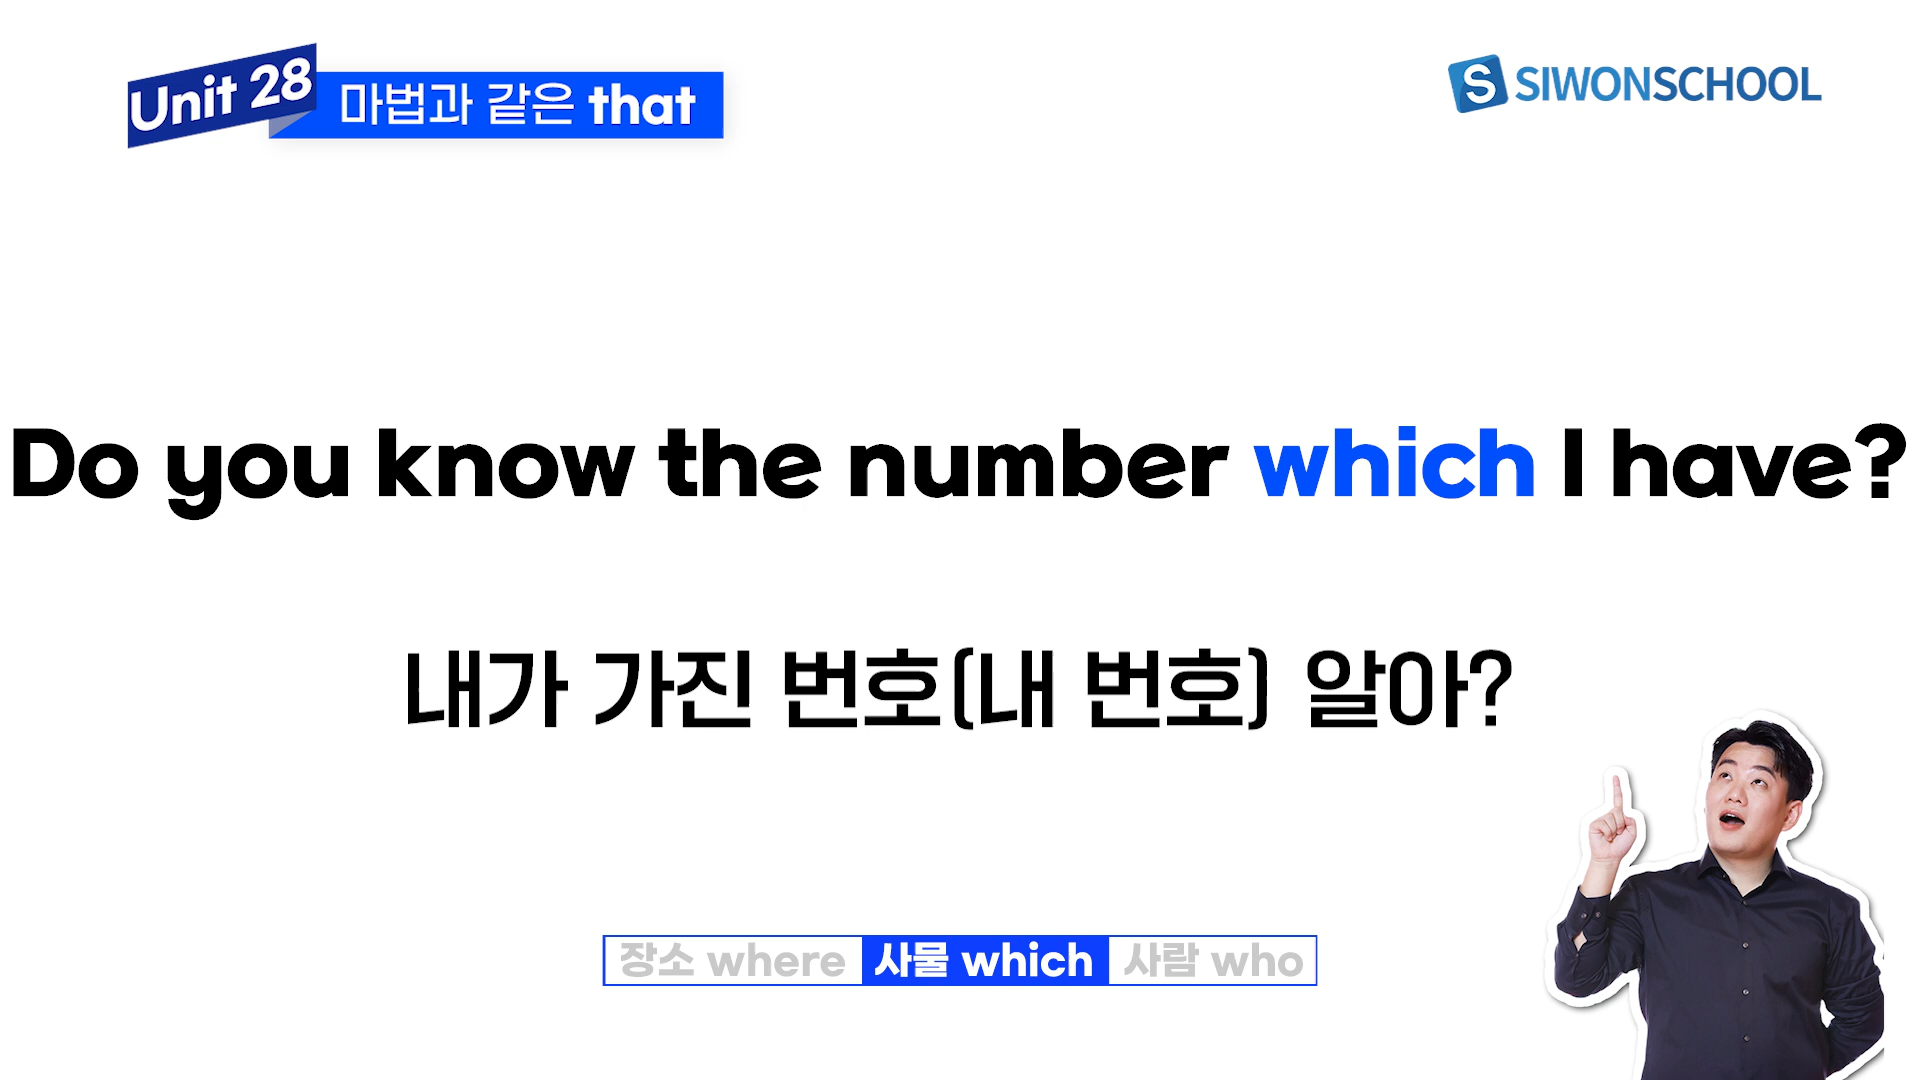 Unit 28 마법과 같은 that
S SIWONSCHOOL
Do you know the number which I have?
내가 가진 번호(내 번호) 알아?
장소 where 사물 which 사람 who